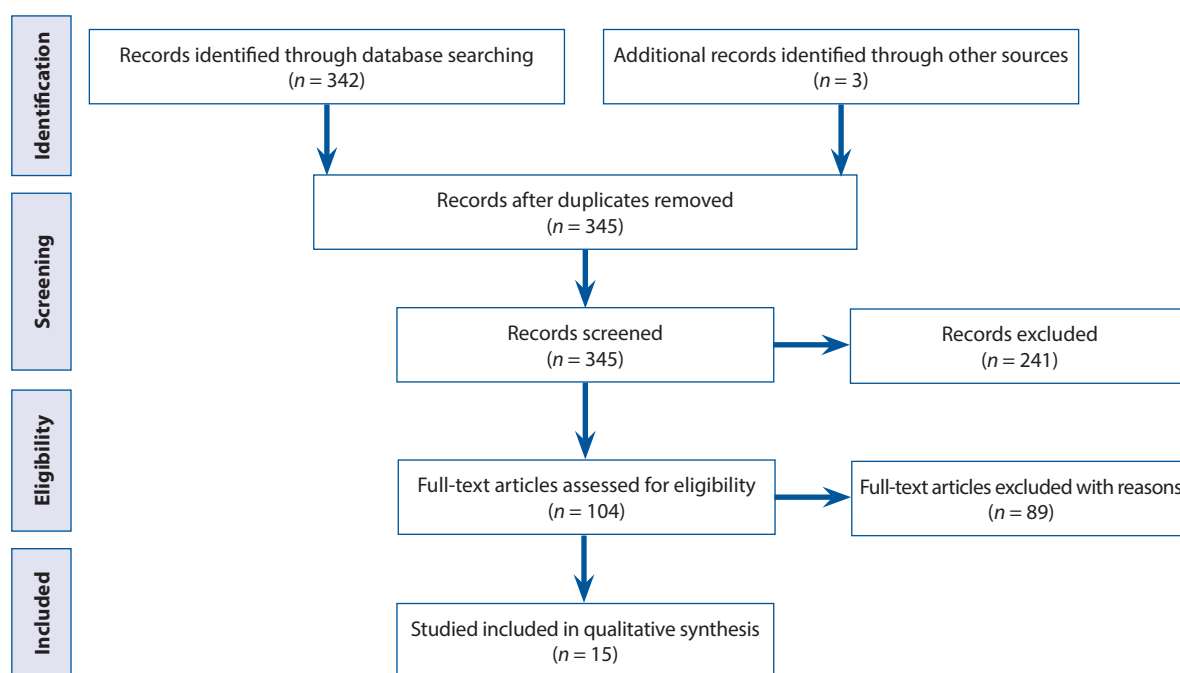 Identification
Records identified through database searching
(n = 342)
Additional records identified through other sources
(n = 3)
Screening
Records after duplicates removed
(n = 345)
Records screened
(n = 345)
Records excluded
(n = 241)
Eligibility
Full-text articles assessed for eligibility
(n = 104)
Full-text articles excluded with reasons
(n = 89)
Included
Studied included in qualitative synthesis
(n = 15)